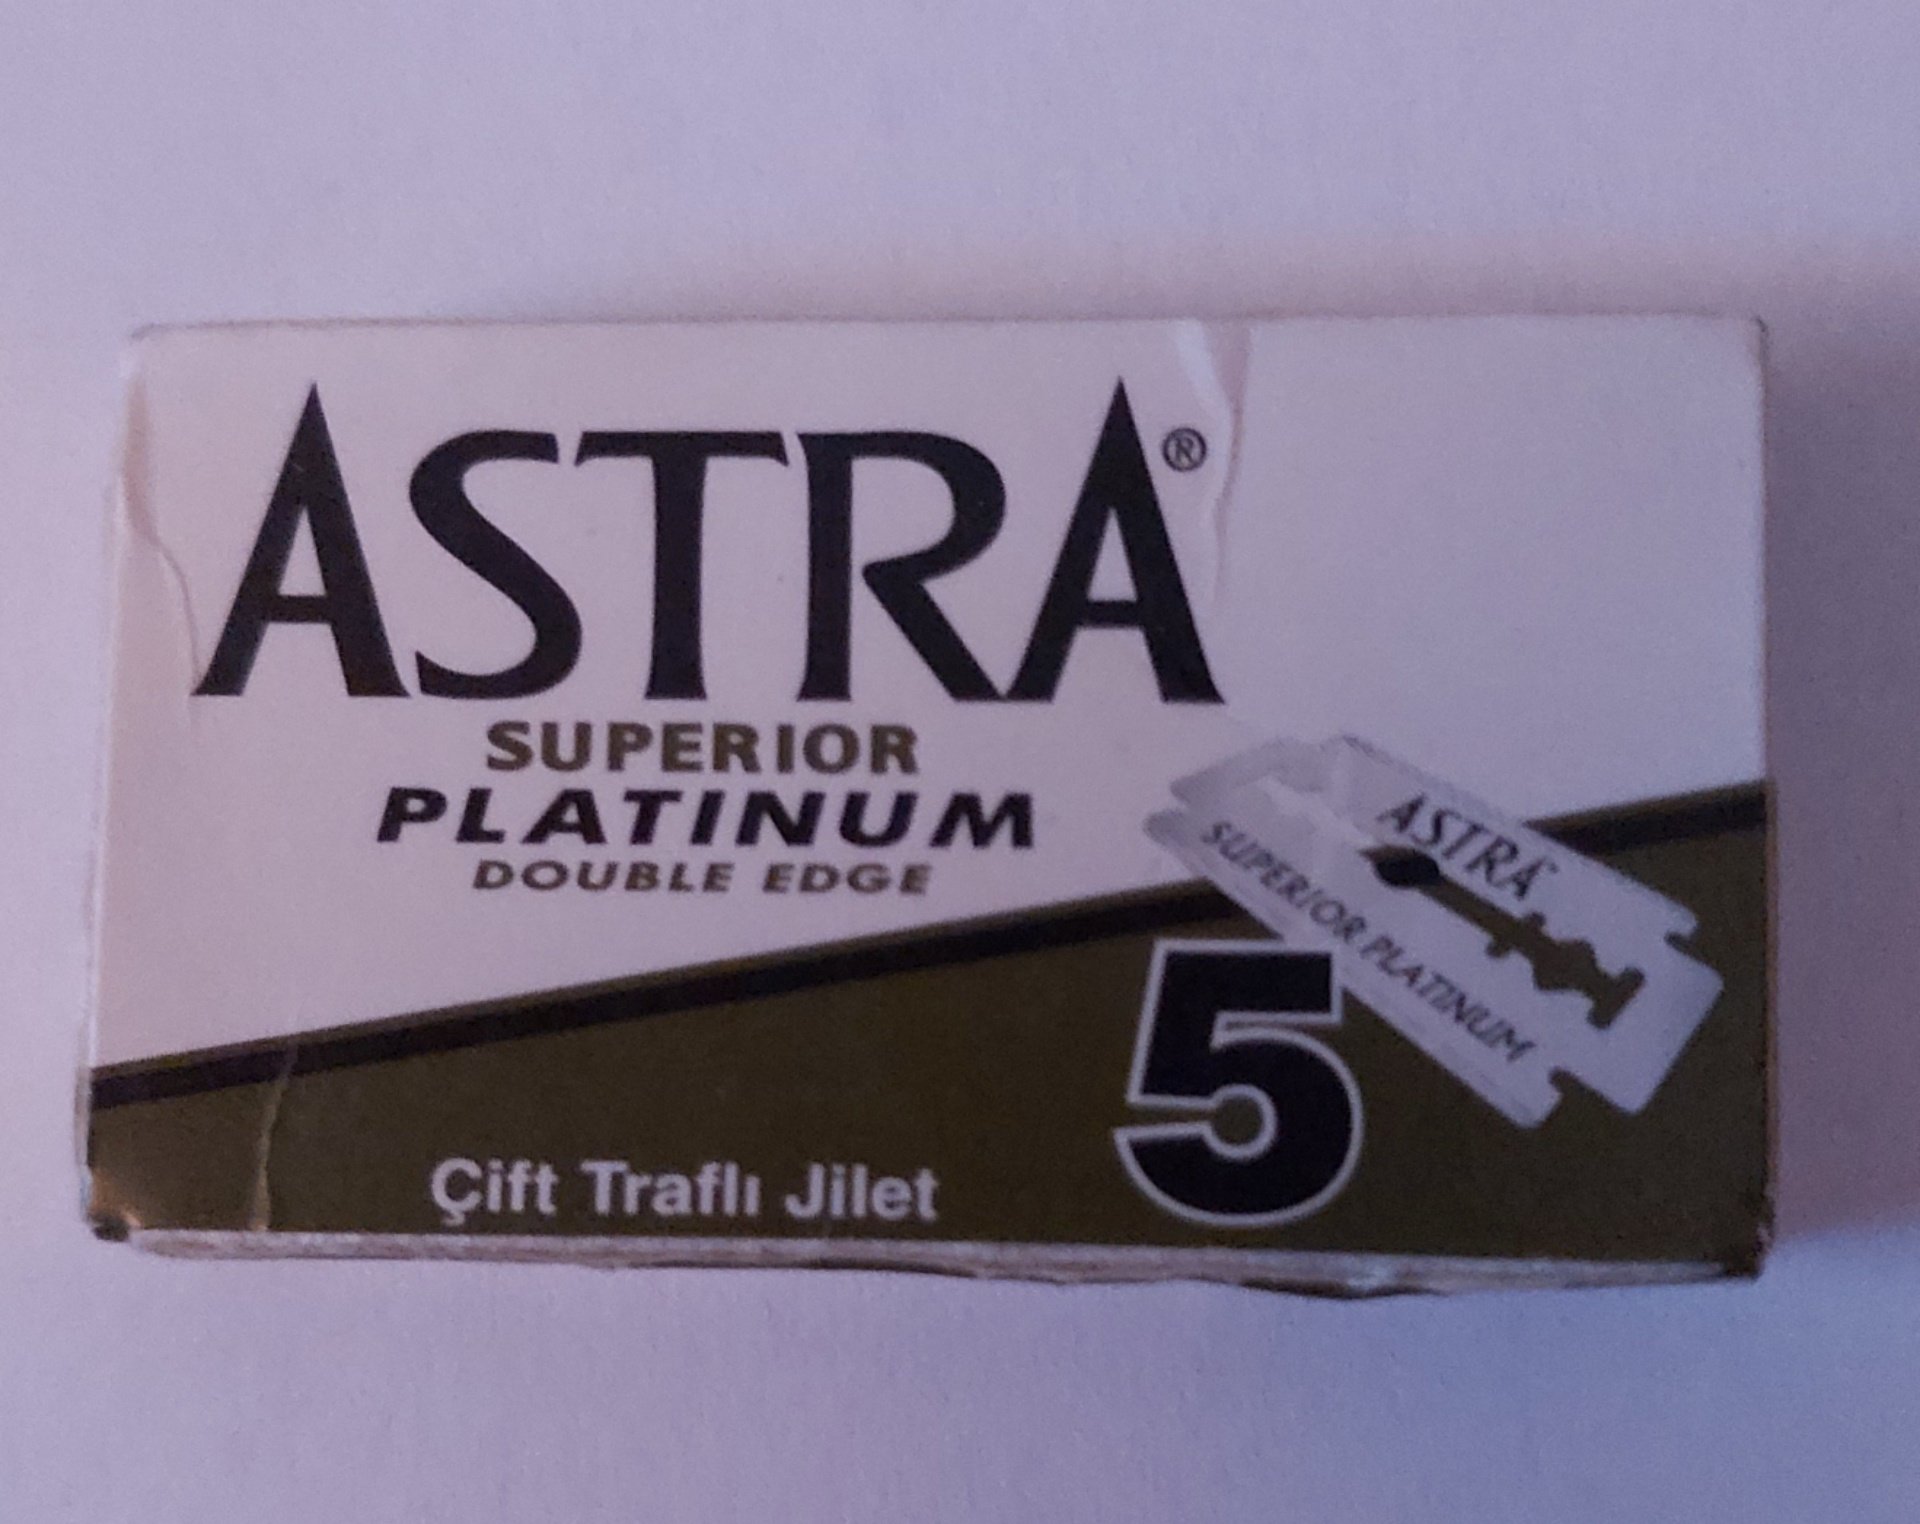 ASTRA®
SUPERIOR
PLATINUM
DOUBLE EDGE
ASTRA
SUPERIOR PLATINUM
5
Çift Traflı Jilet